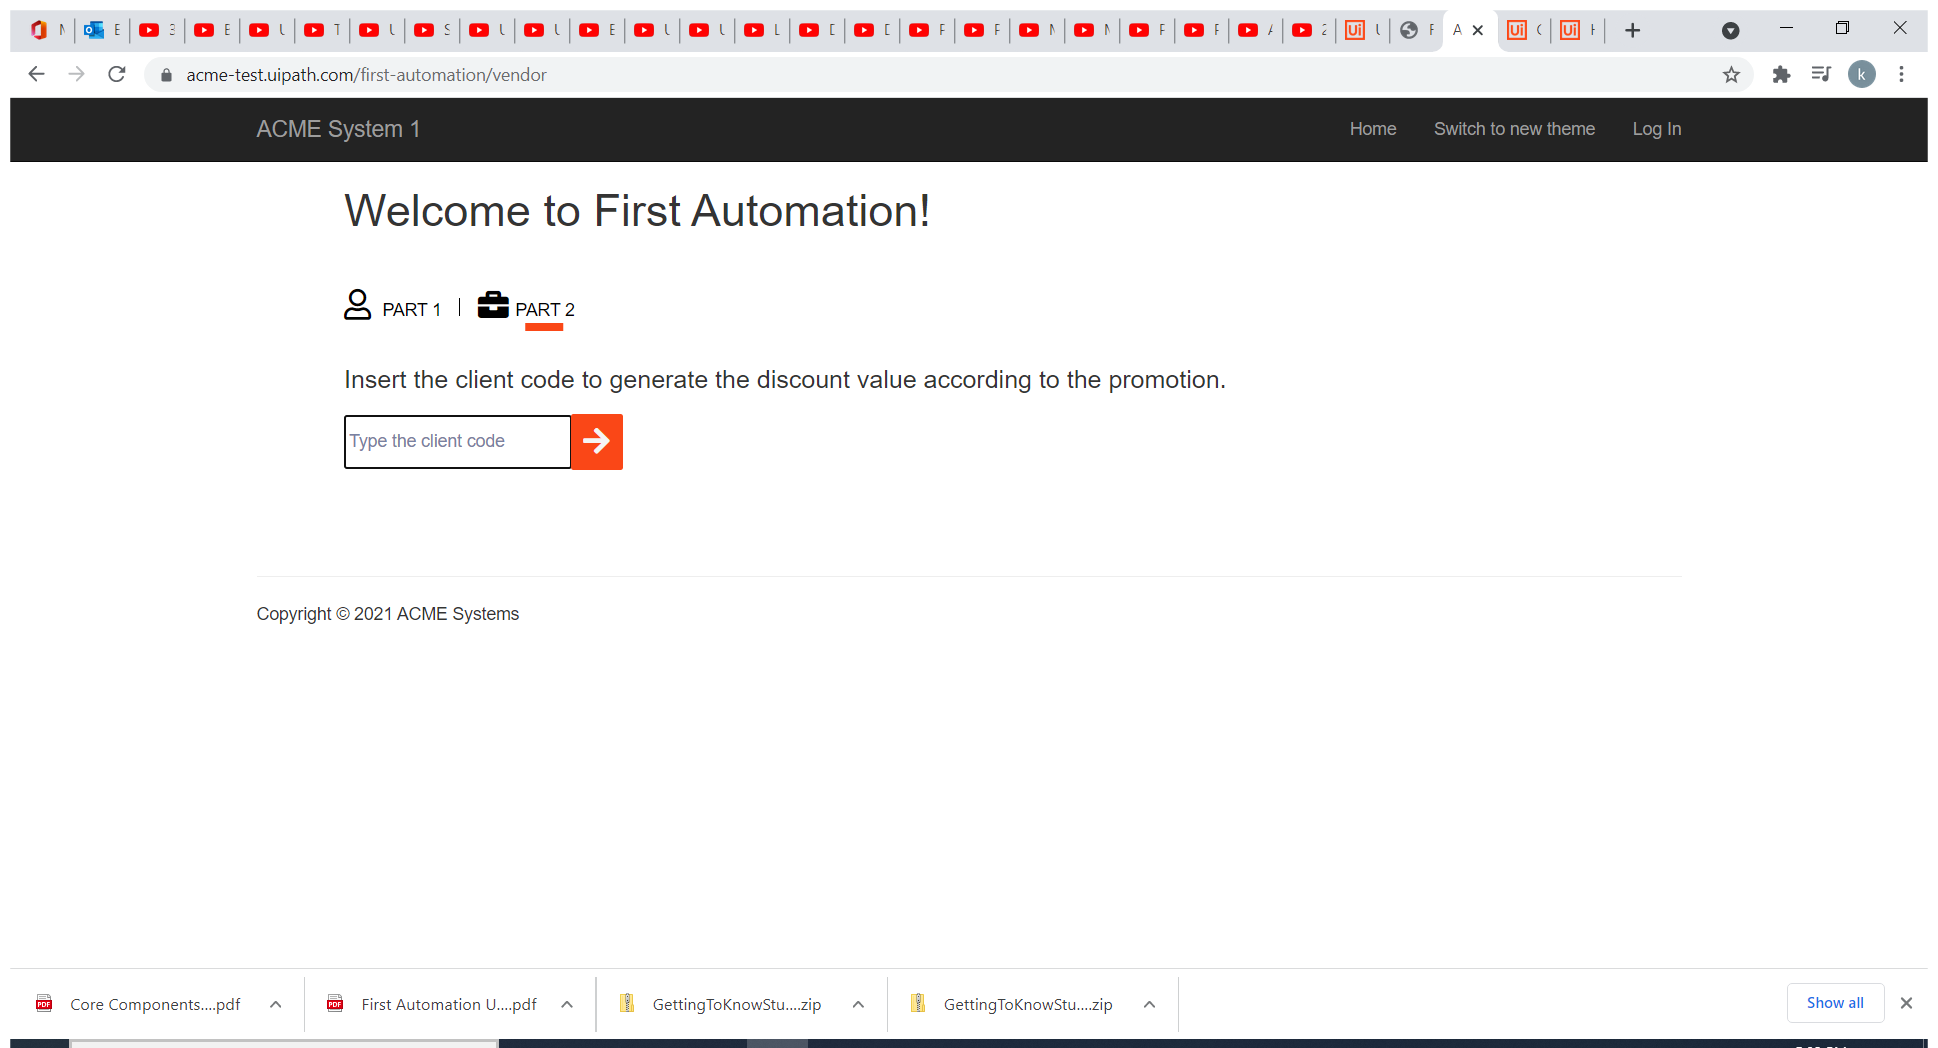 acme-test.uipath.com/first-automation/vendor
k
ACME System 1
Home Switch to new theme Log In
Welcome to First Automation!
PART 1 | PART 2
Insert the client code to generate the discount value according to the promotion.
Type the client code
Copyright © 2021 ACME Systems
Core Components....pdf First Automation U....pdf GettingToKnowStu....zip GettingToKnowStu....zip Show all